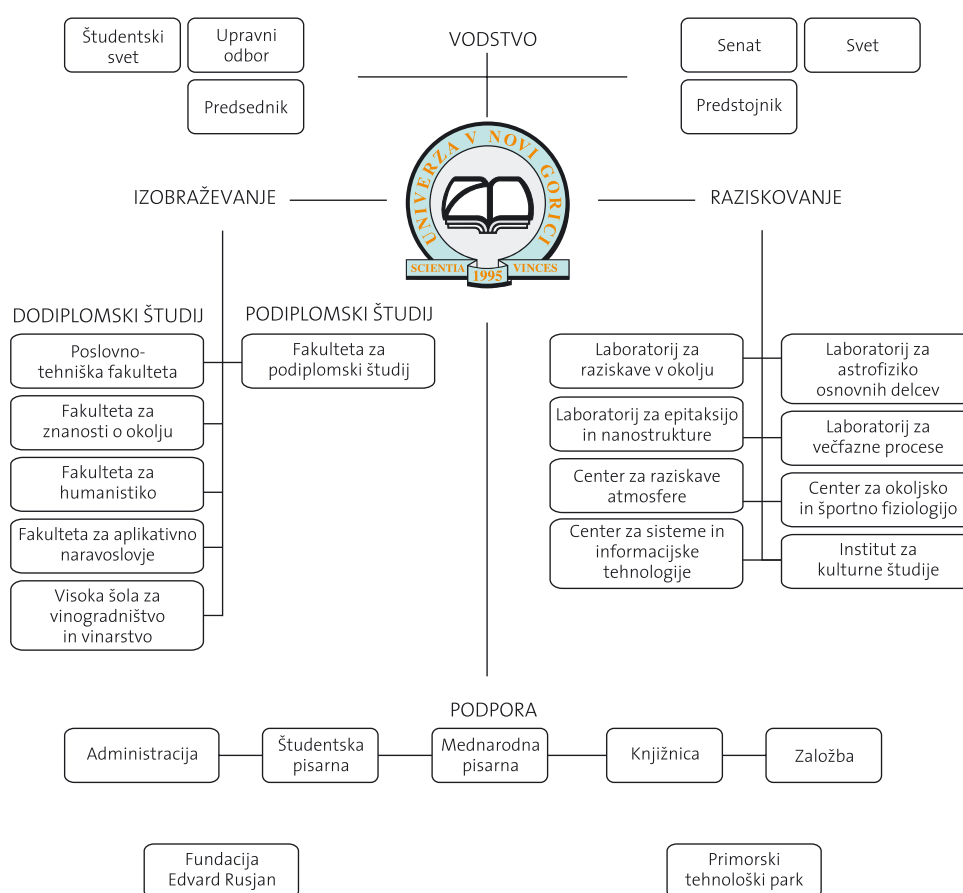 Študentski
svet
Upravni
odbor
VODSTVO
Senat
Svet
Predsednik
Predstojnik
UNIVERZA V NOVI GORICI
SCIENTIA
1995
VINCES
IZOBRAŽEVANJE
RAZISKOVANJE
DODIPLOMSKI ŠTUDIJ
PODIPLOMSKI ŠTUDIJ
Poslovno-
tehniška fakulteta
Fakulteta za
podiplomski študij
Fakulteta za
znanosti o okolju
Fakulteta za
humanistiko
Fakulteta za aplikativno
naravoslovje
Visoka šola za
vinogradništvo
in vinarstvo
Laboratorij za
raziskave v okolju
Laboratorij za
astrofiziko
osnovnih delcev
Laboratorij za epitaksijo
in nanostrukture
Laboratorij za
večfazne procese
Center za raziskave
atmosfere
Center za okoljsko
in športno fiziologijo
Center za sisteme in
informacijske
tehnologije
Institut za
kulturne študije
PODPORA
Administracija
Študentska
pisarna
Mednarodna
pisarna
Knjižnica
Založba
Fundacija
Edvard Rusjan
Primorski
tehnološki park